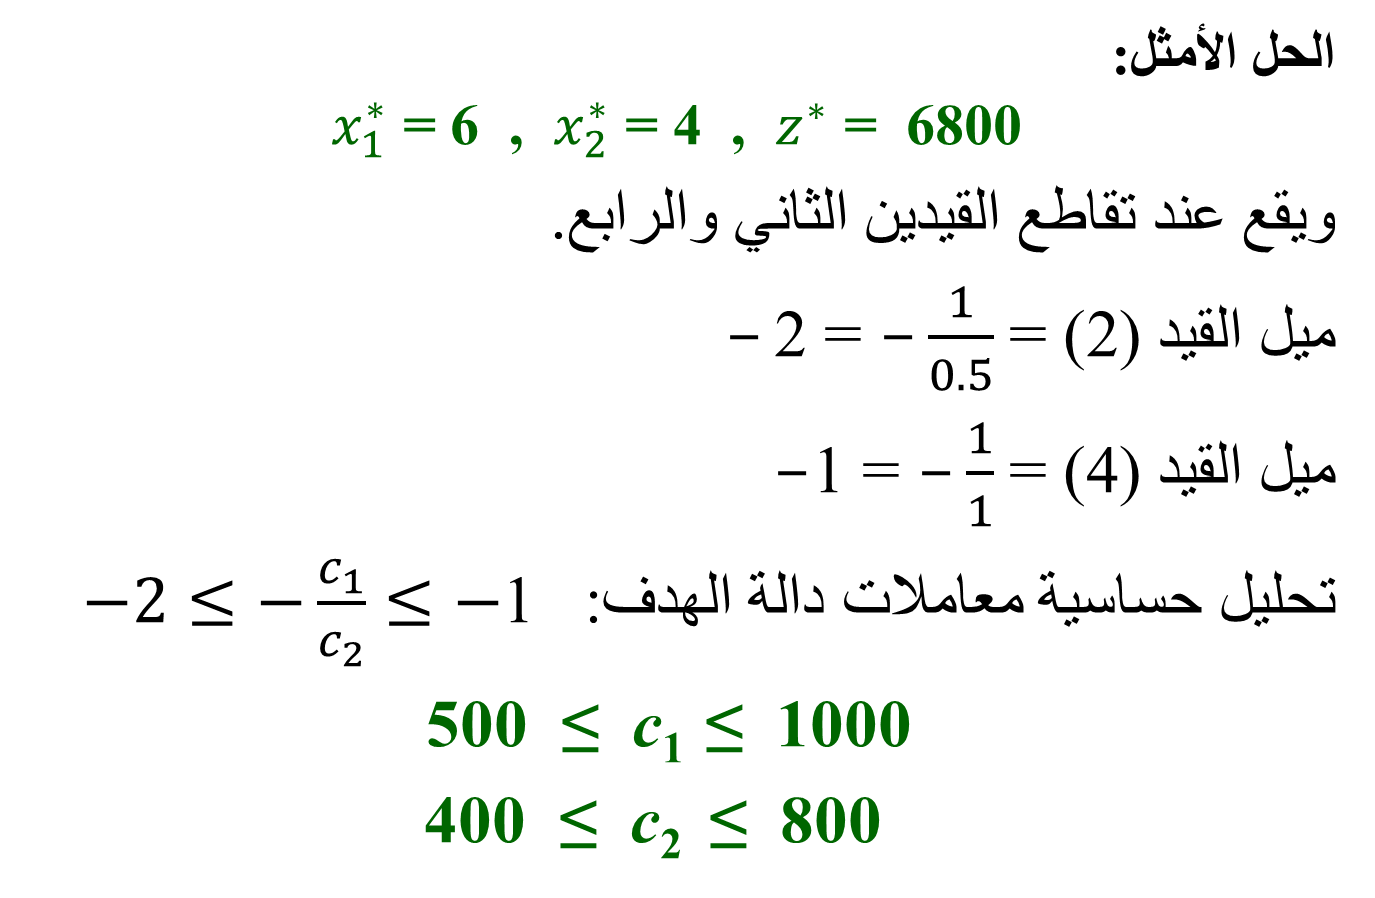 الحل الأمثل:
x₁* = 6 , x₂* = 4 , z* = 6800
ويقع عند تقاطع القيدين الثاني والرابع.
ميل القيد (2) = − 1/0.5 = − 2
ميل القيد (4) = − 1/1 = −1
تحليل حساسية معاملات دالة الهدف: −2 ≤ − c₁/c₂ ≤ −1
500 ≤ c₁ ≤ 1000
400 ≤ c₂ ≤ 800